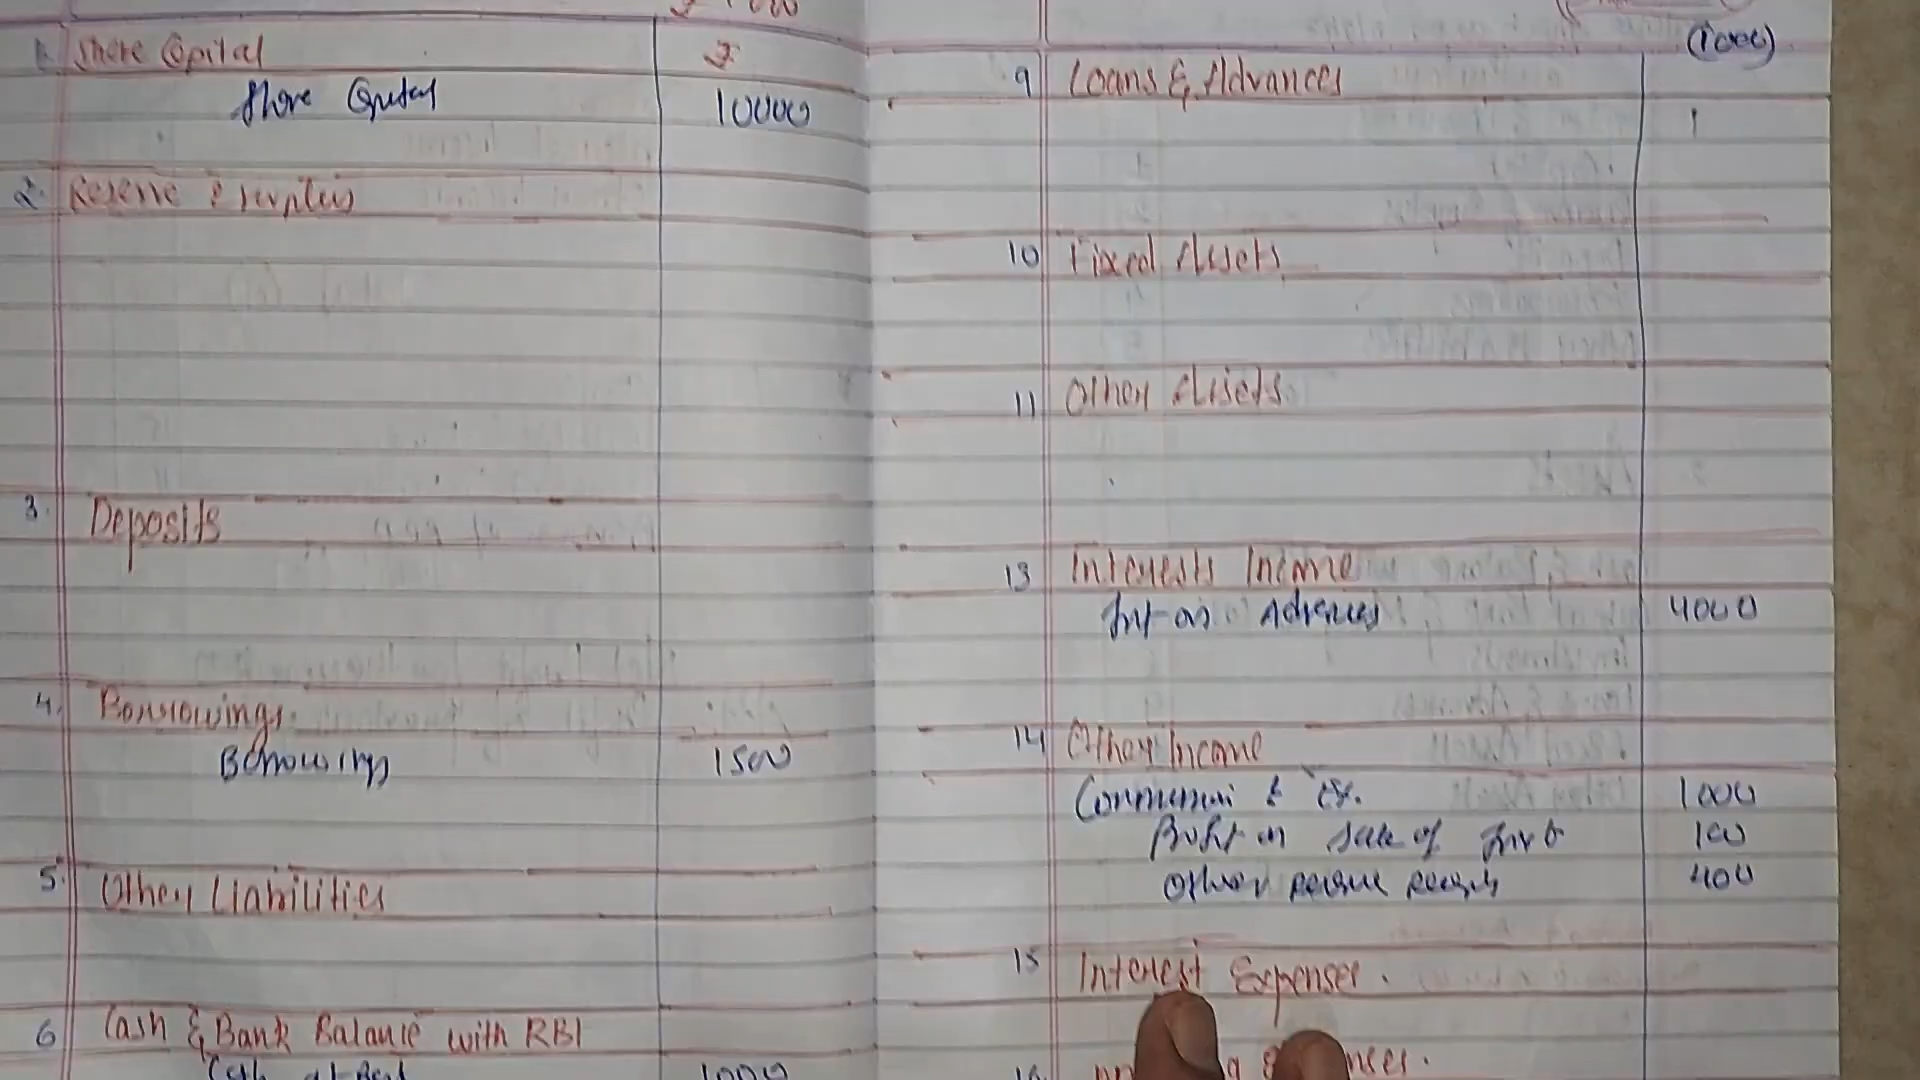 1. Share Capital ₹
Share Capital 10000
2. Reserve & surplus
3. Deposits
4. Borrowings
Borrowings 1500
5. Other Liabilities
6 Cash & Bank Balance with RBI
1000
(1000)
9 Loans & Advances
10 Fixed Assets
11 Other Assets
13 Interests Income
Int on Advances 4000
14 Other Income
& Ex. 1000
Profit on sale of Invt 100
Other 400
15 Interest Expenses.
16